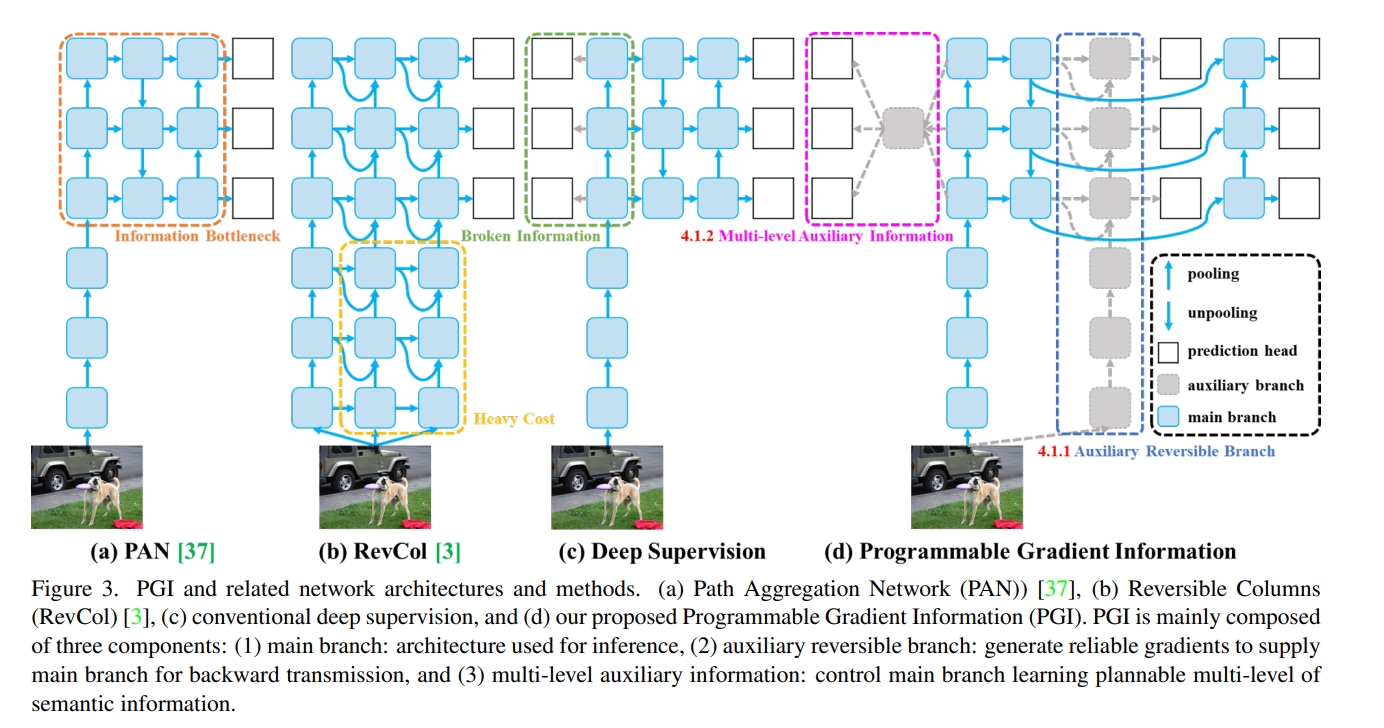 Information Bottleneck
Broken Information
4.1.2 Multi-level Auxiliary Information
pooling
unpooling
prediction head
auxiliary branch
main branch
Heavy Cost
4.1.1 Auxiliary Reversible Branch
(a) PAN [37]
(b) RevCol [3]
(c) Deep Supervision
(d) Programmable Gradient Information
Figure 3. PGI and related network architectures and methods. (a) Path Aggregation Network (PAN)) [37], (b) Reversible Columns
(RevCol) [3], (c) conventional deep supervision, and (d) our proposed Programmable Gradient Information (PGI). PGI is mainly composed
of three components: (1) main branch: architecture used for inference, (2) auxiliary reversible branch: generate reliable gradients to supply
main branch for backward transmission, and (3) multi-level auxiliary information: control main branch learning plannable multi-level of
semantic information.